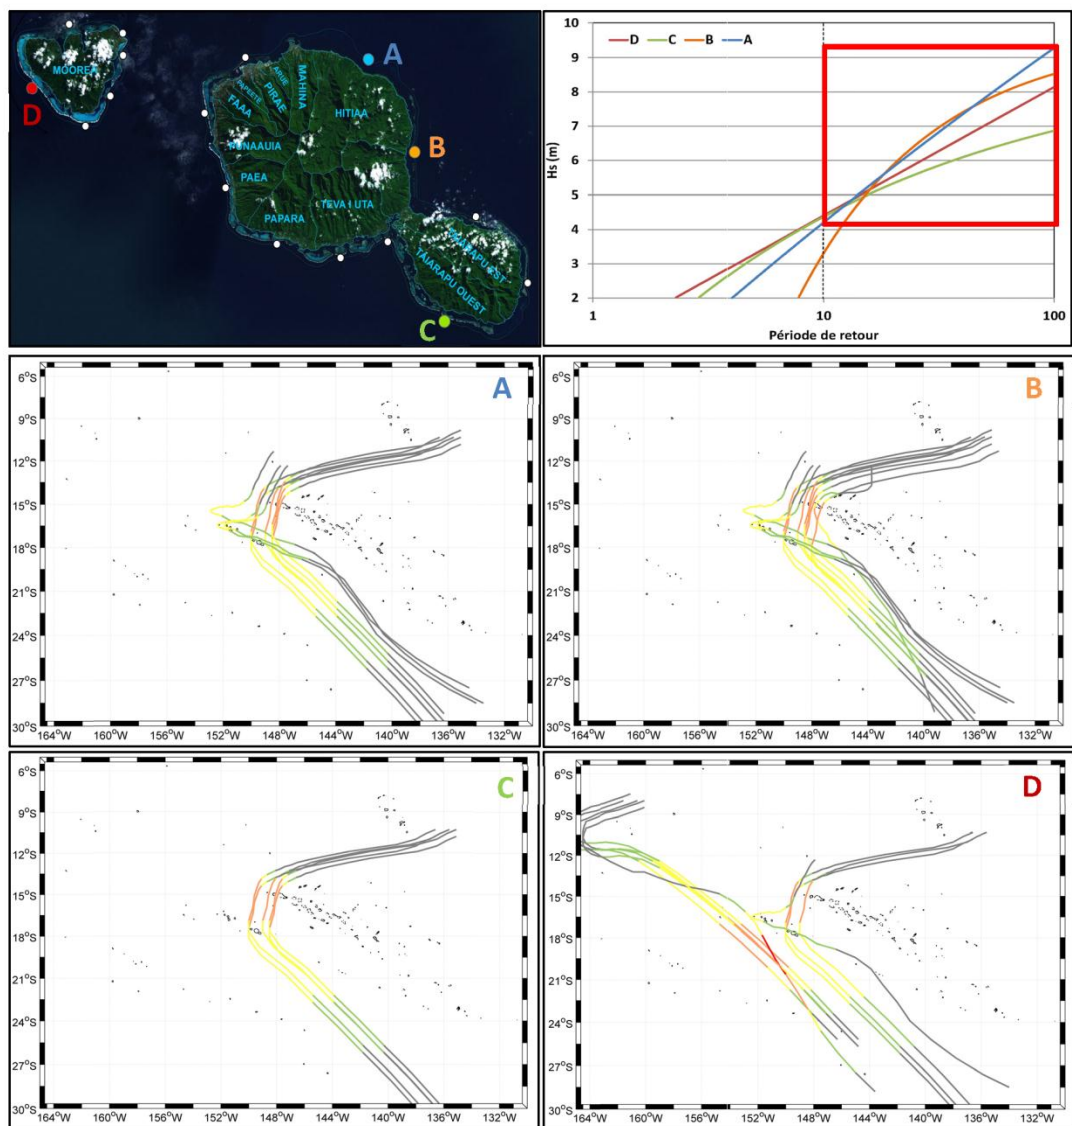 MOOREA
D
A
B
C
MAHINA
ARUE
PIRAE
PAPEETE
FAAA
HITIAA
PUNAAUIA
PAEA
PAPARA
TEVA I UTA
TAIARAPU EST
TAIARAPU OUEST
D C B A
Hs (m)
10
9
8
7
6
5
4
3
2
1 10 100
Période de retour
A
6°S
9°S
12°S
15°S
18°S
21°S
24°S
27°S
30°S
164°W 160°W 156°W 152°W 148°W 144°W 140°W 136°W 132°W
B
6°S
9°S
12°S
15°S
18°S
21°S
24°S
27°S
30°S
164°W 160°W 156°W 152°W 148°W 144°W 140°W 136°W 132°W
C
6°S
9°S
12°S
15°S
18°S
21°S
24°S
27°S
30°S
164°W 160°W 156°W 152°W 148°W 144°W 140°W 136°W 132°W
D
6°S
9°S
12°S
15°S
18°S
21°S
24°S
27°S
30°S
164°W 160°W 156°W 152°W 148°W 144°W 140°W 136°W 132°W